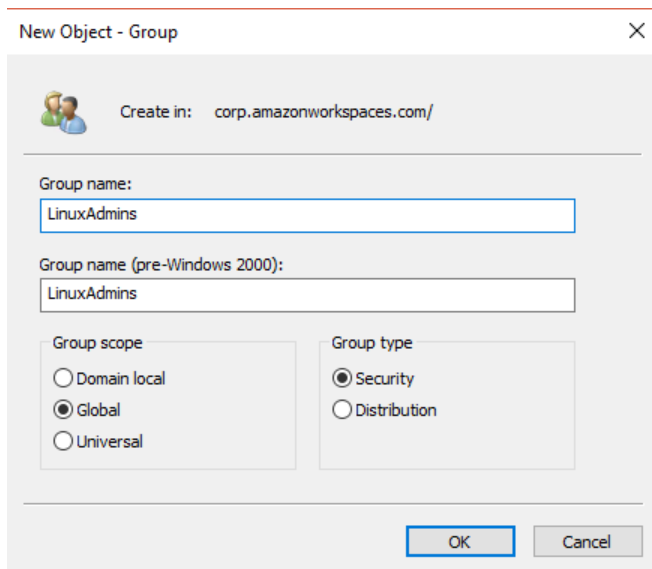 New Object - Group
Create in: corp.amazonworkspaces.com/
Group name:
LinuxAdmins
Group name (pre-Windows 2000):
LinuxAdmins
Group scope
Domain local
Global
Universal
Group type
Security
Distribution
OK
Cancel